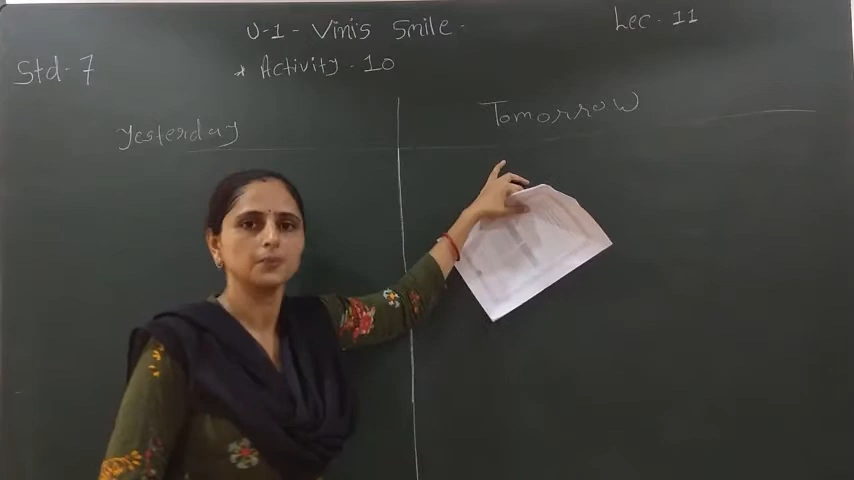 U-1 - Vini's Smile -
Lec - 11
Std - 7
* Activity - 10
Yesterday
Tomorrow